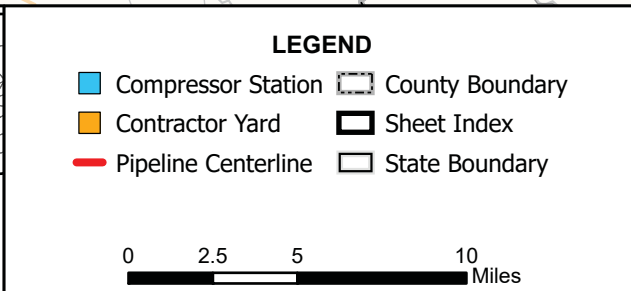 LEGEND
Compressor Station County Boundary
Contractor Yard Sheet Index
Pipeline Centerline State Boundary
0 2.5 5 10
Miles